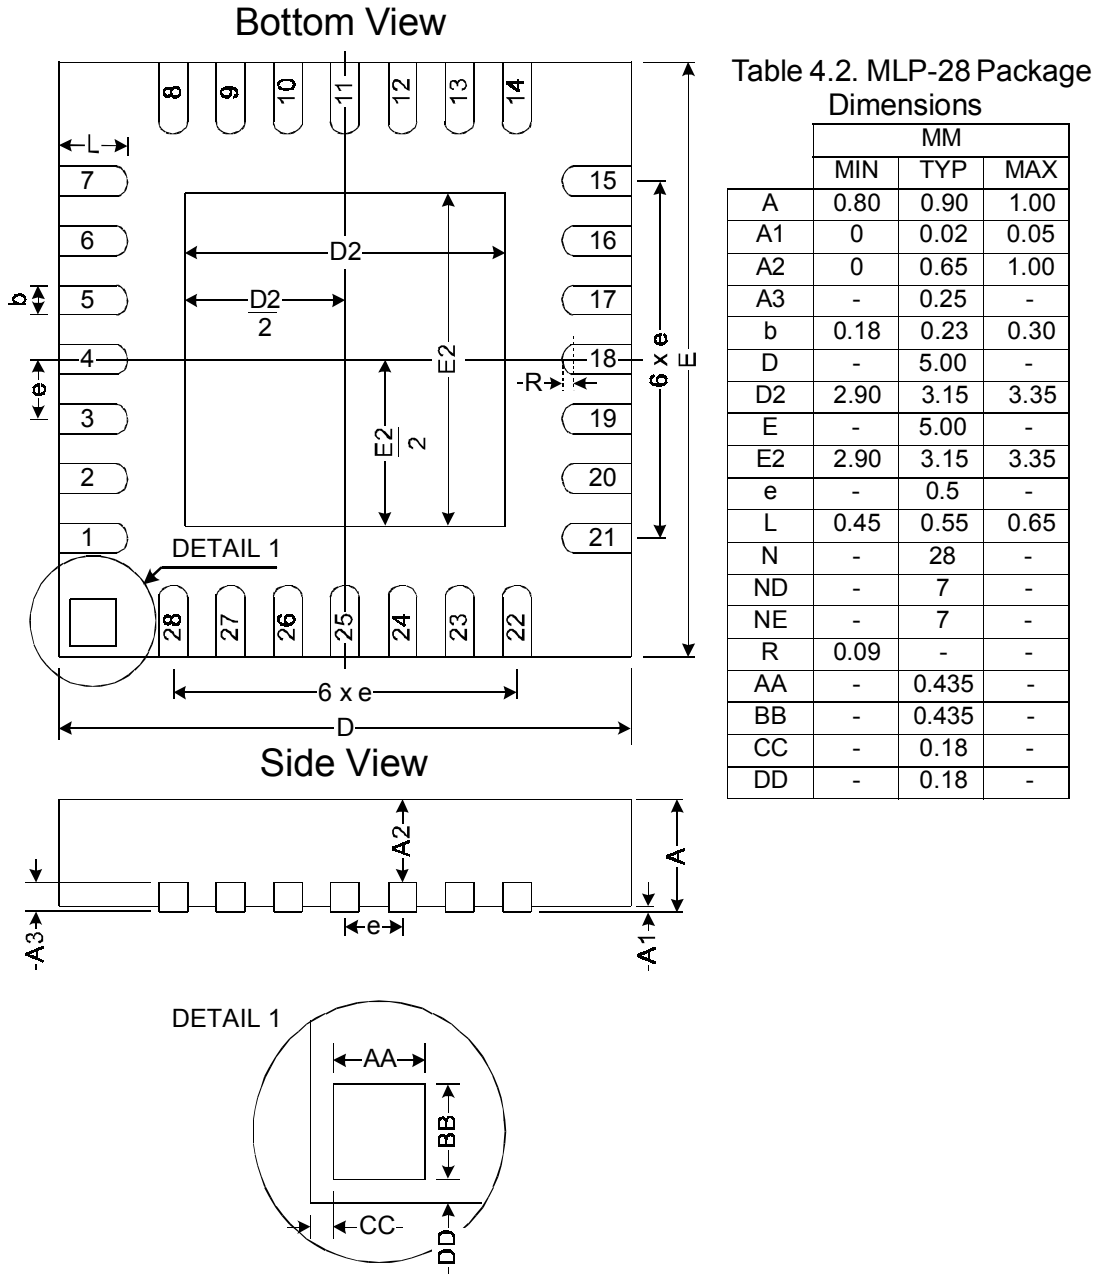 Bottom View
8 9 10 11 12 13 14
L
7 15
6 D2 16
b 5 D2 17
2
4 E2 18 6 x e E
e R
3 E2 19
2
2 20
1 21
DETAIL 1
28 27 26 25 24 23 22
6 x e
D
Side View
A2 A
A3 e A1
DETAIL 1
AA
BB
CC
DD
Table 4.2. MLP-28 Package
Dimensions
MM
MIN TYP MAX
A 0.80 0.90 1.00
A1 0 0.02 0.05
A2 0 0.65 1.00
A3 - 0.25 -
b 0.18 0.23 0.30
D - 5.00 -
D2 2.90 3.15 3.35
E - 5.00 -
E2 2.90 3.15 3.35
e - 0.5 -
L 0.45 0.55 0.65
N - 28 -
ND - 7 -
NE - 7 -
R 0.09 - -
AA - 0.435 -
BB - 0.435 -
CC - 0.18 -
DD - 0.18 -